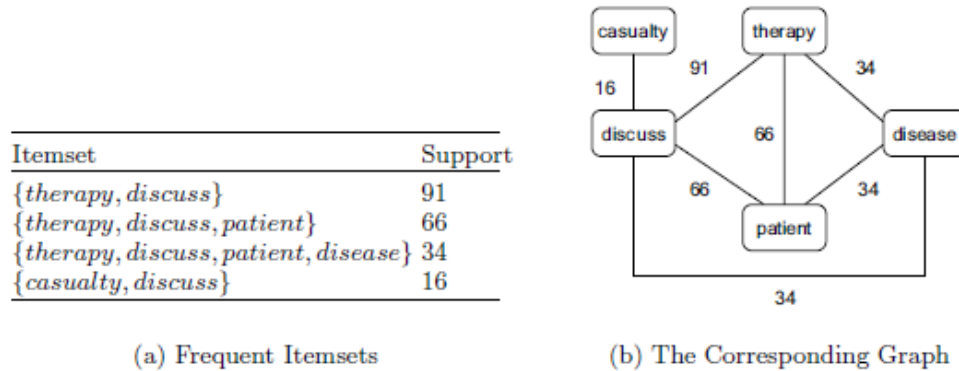 Itemset Support
{therapy, discuss} 91
{therapy, discuss, patient} 66
{therapy, discuss, patient, disease} 34
{casualty, discuss} 16
(a) Frequent Itemsets
casualty therapy
91 34
16
discuss 66 disease
66 34
patient
34
(b) The Corresponding Graph